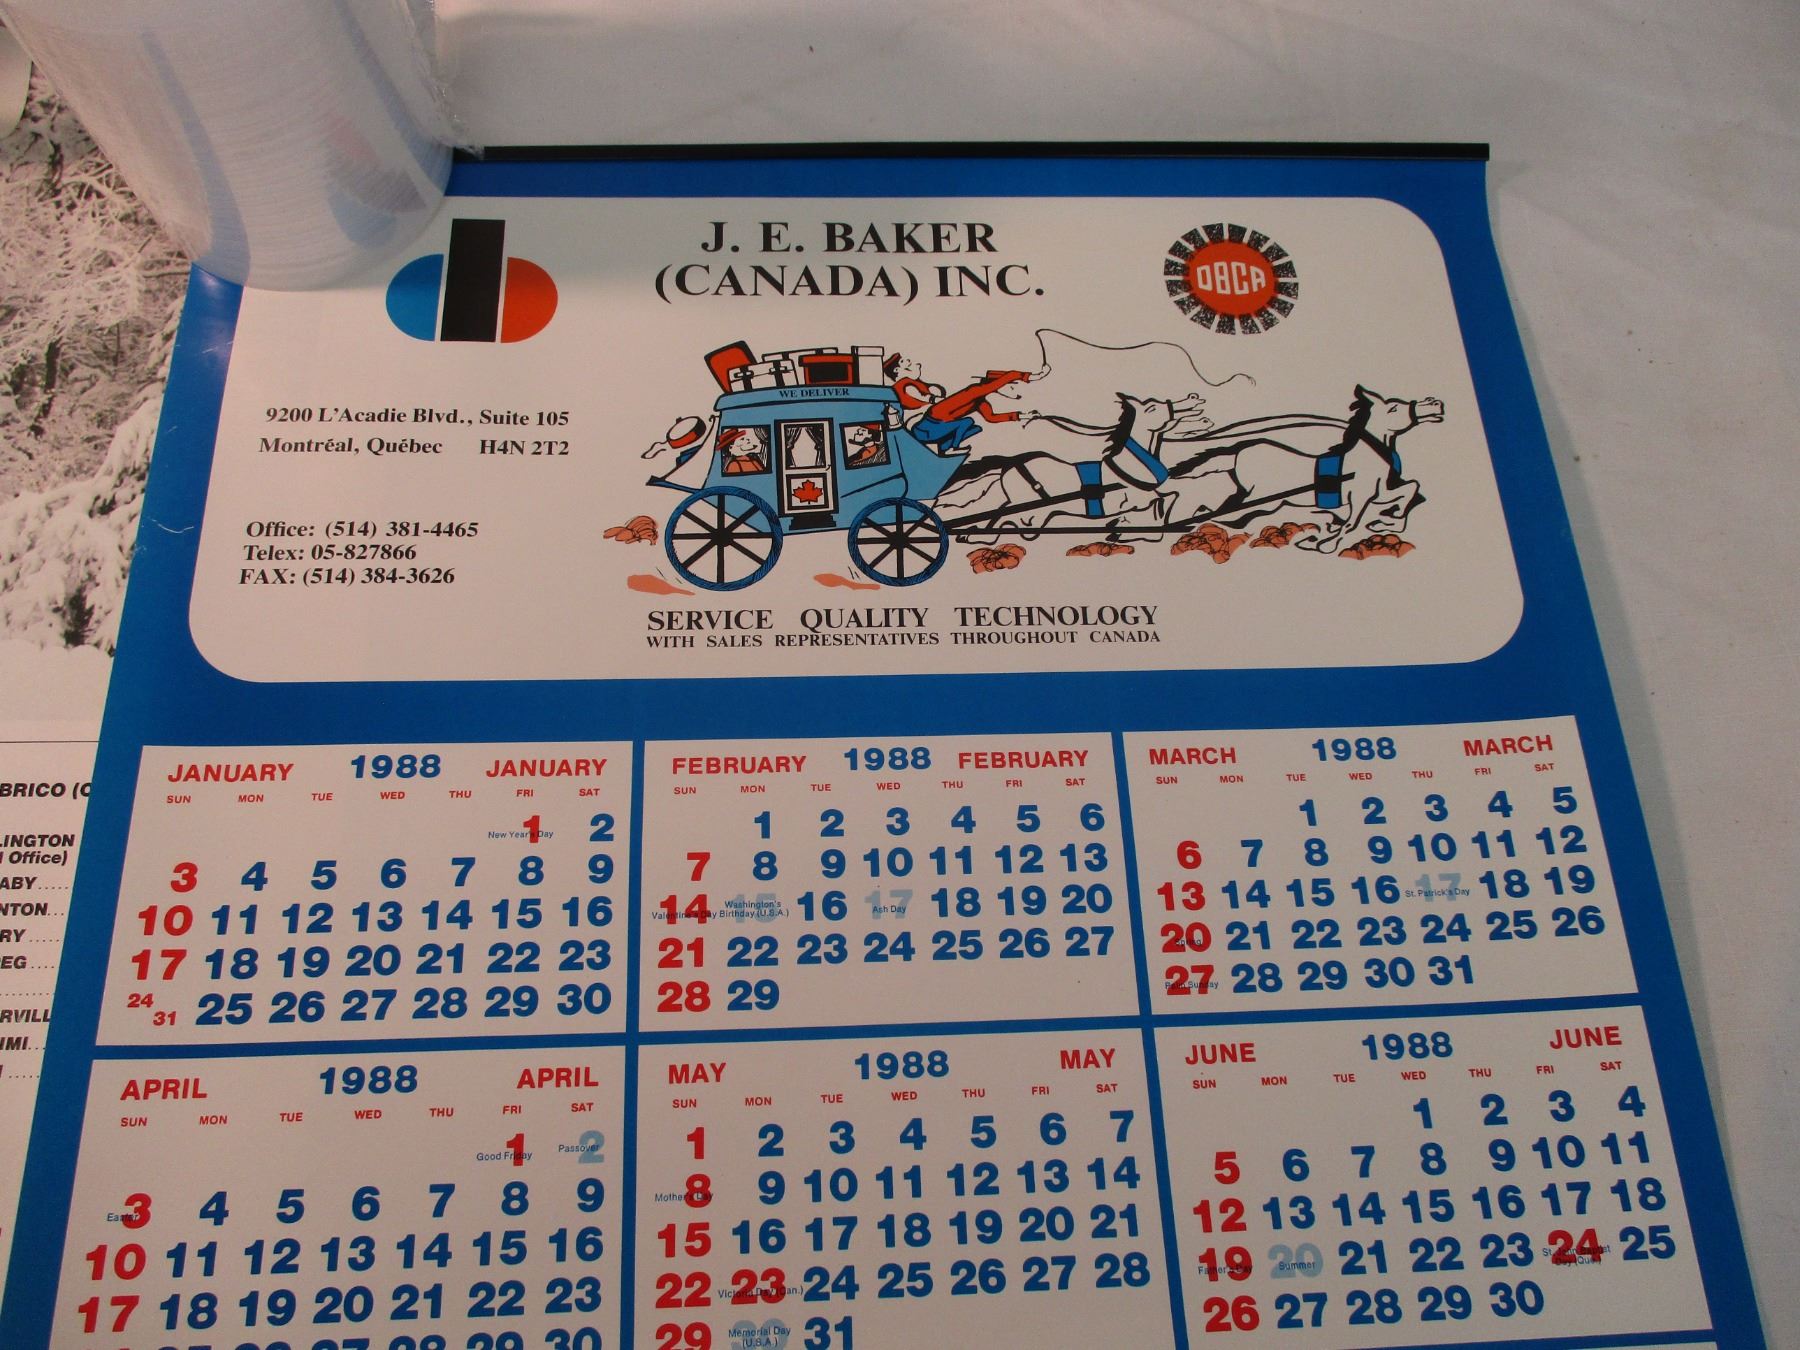 J. E. BAKER
(CANADA) INC.
OBCA
9200 L'Acadie Blvd., Suite 105
Montréal, Québec H4N 2T2
WE DELIVER
Office: (514) 381-4465
Telex: 05-827866
FAX: (514) 384-3626
SERVICE QUALITY TECHNOLOGY
WITH SALES REPRESENTATIVES THROUGHOUT CANADA
JANUARY 1988 JANUARY
SUN MON TUE WED THU FRI SAT
1 2
New Year's Day
3 4 5 6 7 8 9
10 11 12 13 14 15 16
17 18 19 20 21 22 23
24 31 25 26 27 28 29 30
FEBRUARY 1988 FEBRUARY
SUN MON TUE WED THU FRI SAT
1 2 3 4 5 6
7 8 9 10 11 12 13
14 15 16 17 18 19 20
Valentine's Day Washington's Birthday (U.S.A.) Ash Day
21 22 23 24 25 26 27
28 29
MARCH 1988 MARCH
SUN MON TUE WED THU FRI SAT
1 2 3 4 5
6 7 8 9 10 11 12
13 14 15 16 17 18 19
St. Patrick's Day
20 21 22 23 24 25 26
Spring
27 28 29 30 31
Palm Sunday
APRIL 1988 APRIL
SUN MON TUE WED THU FRI SAT
1 2
Good Friday Passover
3 4 5 6 7 8 9
Easter
10 11 12 13 14 15 16
17 18 19 20 21 22 23
25 26 27 28 29 30
MAY 1988 MAY
SUN MON TUE WED THU FRI SAT
1 2 3 4 5 6 7
8 9 10 11 12 13 14
Mother's Day
15 16 17 18 19 20 21
22 23 24 25 26 27 28
Victoria Day (Can.)
29 30 31
Memorial Day
(U.S.A.)
JUNE 1988 JUNE
SUN MON TUE WED THU FRI SAT
1 2 3 4
5 6 7 8 9 10 11
12 13 14 15 16 17 18
19 20 21 22 23 24 25
Father's Day Summer St. John Baptist Day (Que.)
26 27 28 29 30
BRICO (C
LINGTON
Office)
ABY.....
NTON...
RY.....
EG....
RVILL
IMI...